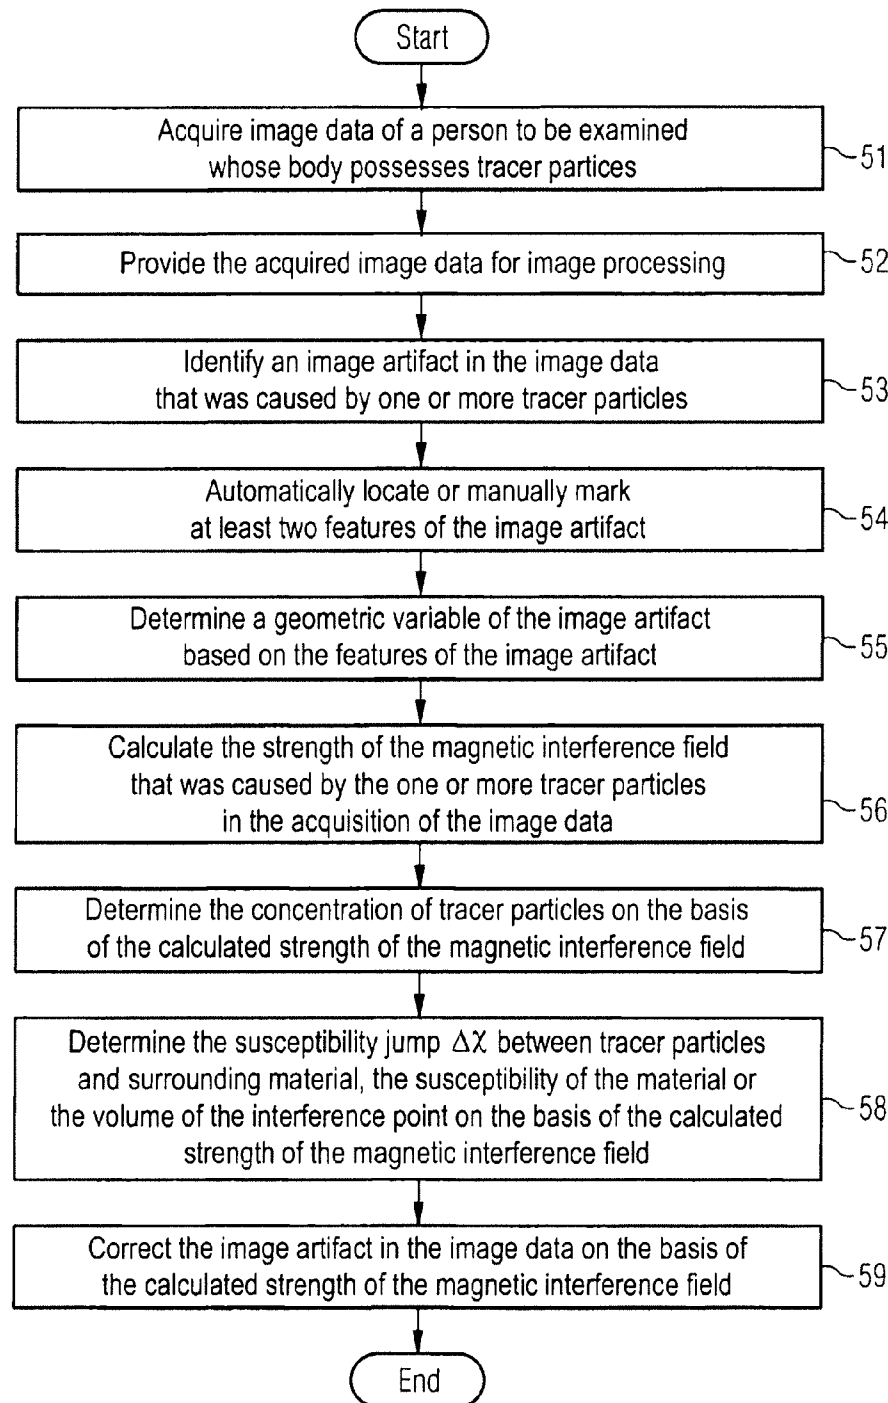 Start
Acquire image data of a person to be examined
whose body possesses tracer partices
51
Provide the acquired image data for image processing
52
Identify an image artifact in the image data
that was caused by one or more tracer particles
53
Automatically locate or manually mark
at least two features of the image artifact
54
Determine a geometric variable of the image artifact
based on the features of the image artifact
55
Calculate the strength of the magnetic interference field
that was caused by the one or more tracer particles
in the acquisition of the image data
56
Determine the concentration of tracer particles on the basis
of the calculated strength of the magnetic interference field
57
Determine the susceptibility jump Δχ between tracer particles
and surrounding material, the susceptibility of the material or
the volume of the interference point on the basis of the calculated
strength of the magnetic interference field
58
Correct the image artifact in the image data on the basis of
the calculated strength of the magnetic interference field
59
End